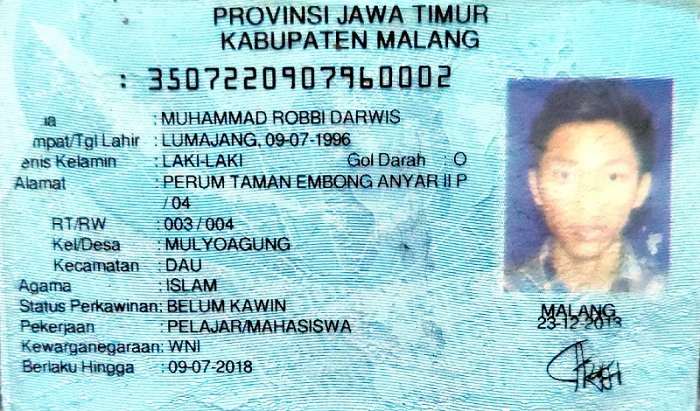 PROVINSI JAWA TIMUR
KABUPATEN MALANG
: 3507220907960002
: MUHAMMAD ROBBI DARWIS
mpat/Tgl Lahir : LUMAJANG, 09-07-1996
enis Kelamin : LAKI-LAKI Gol Darah : O
Alamat : PERUM TAMAN EMBONG ANYAR II P
/ 04
RT/RW : 003 / 004
Kel/Desa : MULYOAGUNG
Kecamatan : DAU
Agama : ISLAM
Status Perkawinan: BELUM KAWIN
Pekerjaan : PELAJAR/MAHASISWA
Kewarganegaraan: WNI
Berlaku Hingga : 09-07-2018
MALANG
23-12-2013